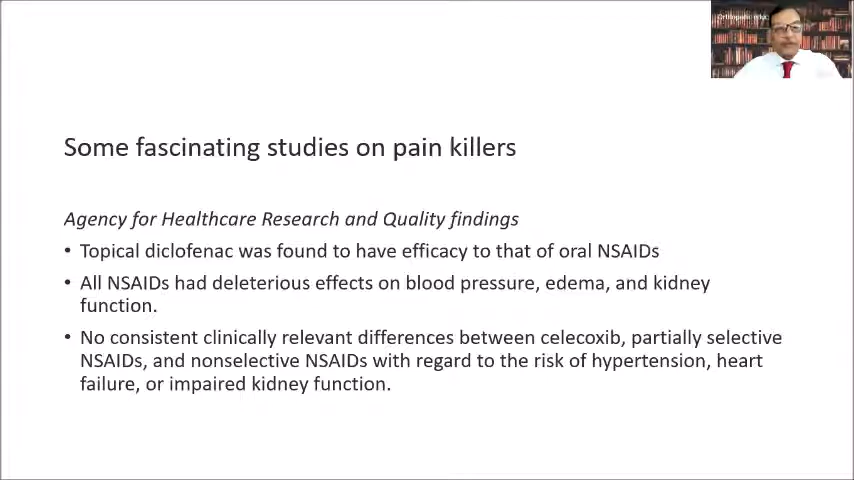 Orthopaedic educ
Some fascinating studies on pain killers
Agency for Healthcare Research and Quality findings
• Topical diclofenac was found to have efficacy to that of oral NSAIDs
• All NSAIDs had deleterious effects on blood pressure, edema, and kidney
function.
• No consistent clinically relevant differences between celecoxib, partially selective
NSAIDs, and nonselective NSAIDs with regard to the risk of hypertension, heart
failure, or impaired kidney function.